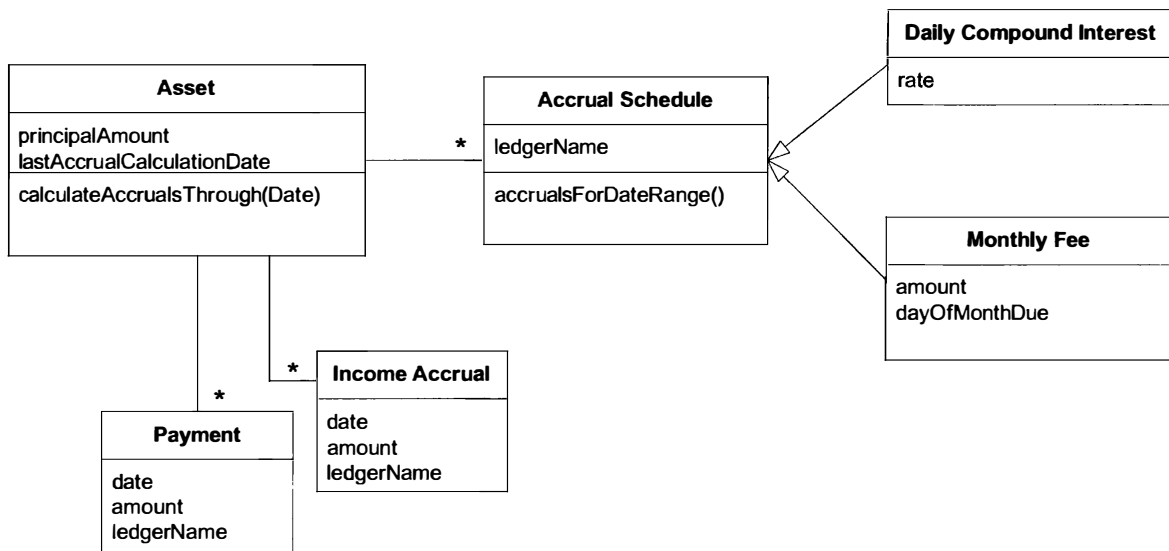 Asset
principalAmount
lastAccrualCalculationDate
calculateAccrualsThrough(Date)
*
Accrual Schedule
ledgerName
accrualsForDateRange()
Daily Compound Interest
rate
Monthly Fee
amount
dayOfMonthDue
*
Income Accrual
date
amount
ledgerName
*
Payment
date
amount
ledgerName